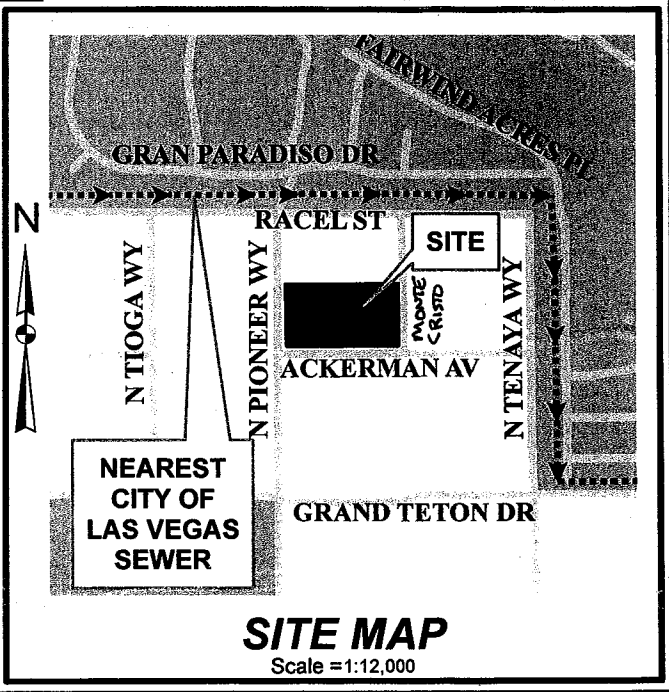 FAIRWIND ACRES PL
GRAN PARADISO DR
N
RACEL ST
SITE
N TIOGA WY
N PIONEER WY
MONTE
CRISTO
N TENAYA WY
ACKERMAN AV
NEAREST
CITY OF
LAS VEGAS
SEWER
GRAND TETON DR
SITE MAP
Scale =1:12,000